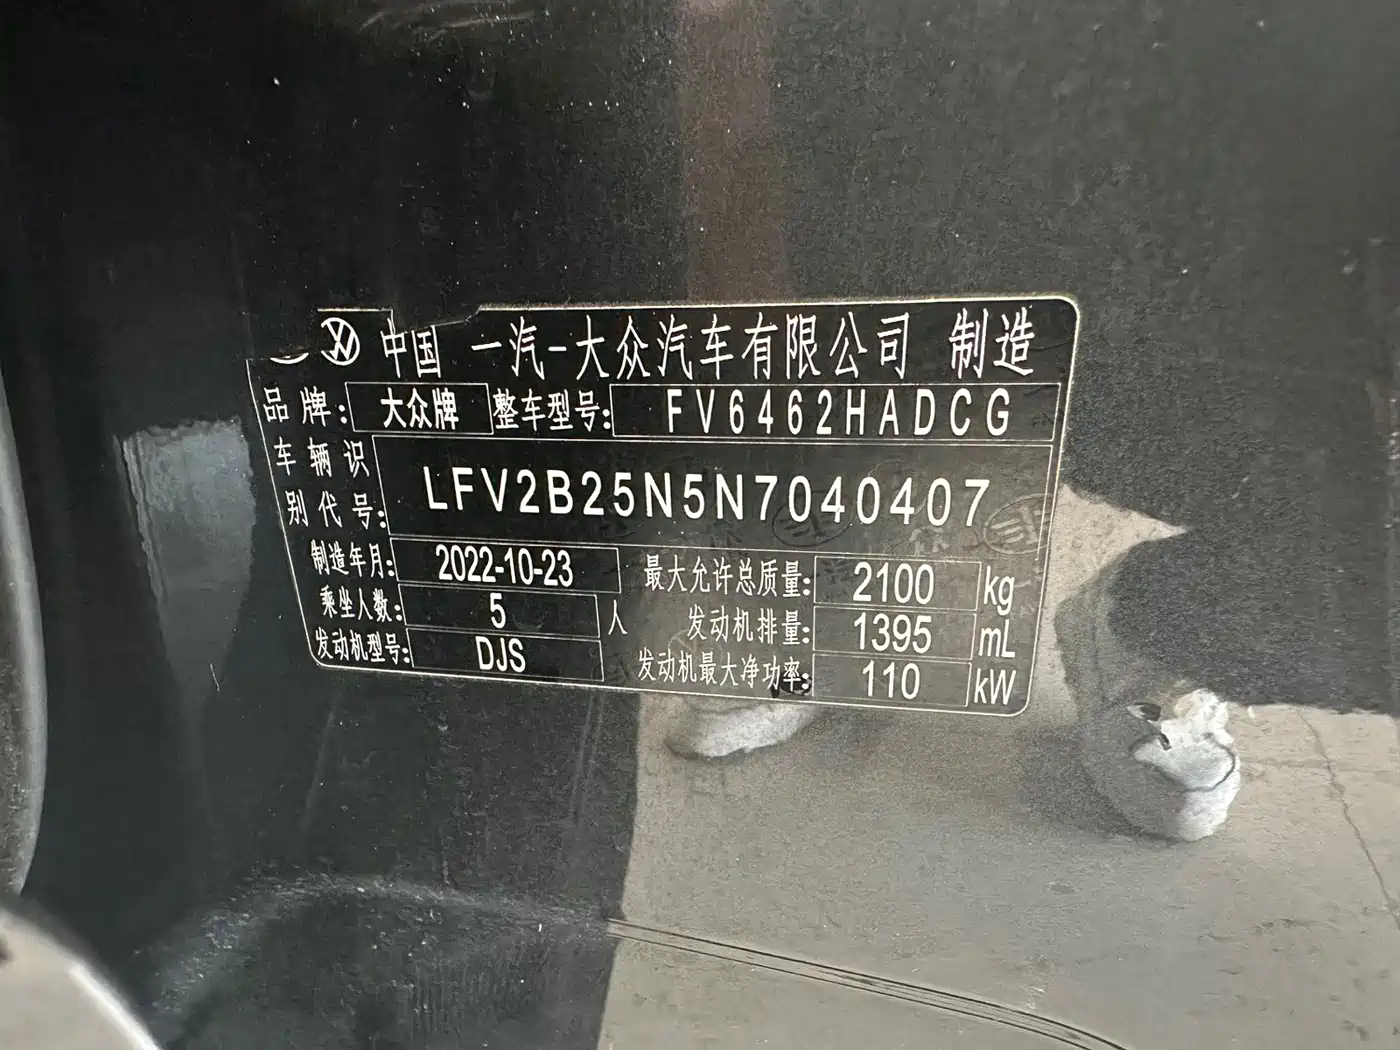 中国 一汽-大众汽车有限公司 制造
品牌: 大众牌 整车型号: FV6462HADCG
车辆识别代号: LFV2B25N5N7040407
制造年月: 2022-10-23 最大允许总质量: 2100 kg
乘坐人数: 5 人 发动机排量: 1395 mL
发动机型号: DJS 发动机最大净功率: 110 kW